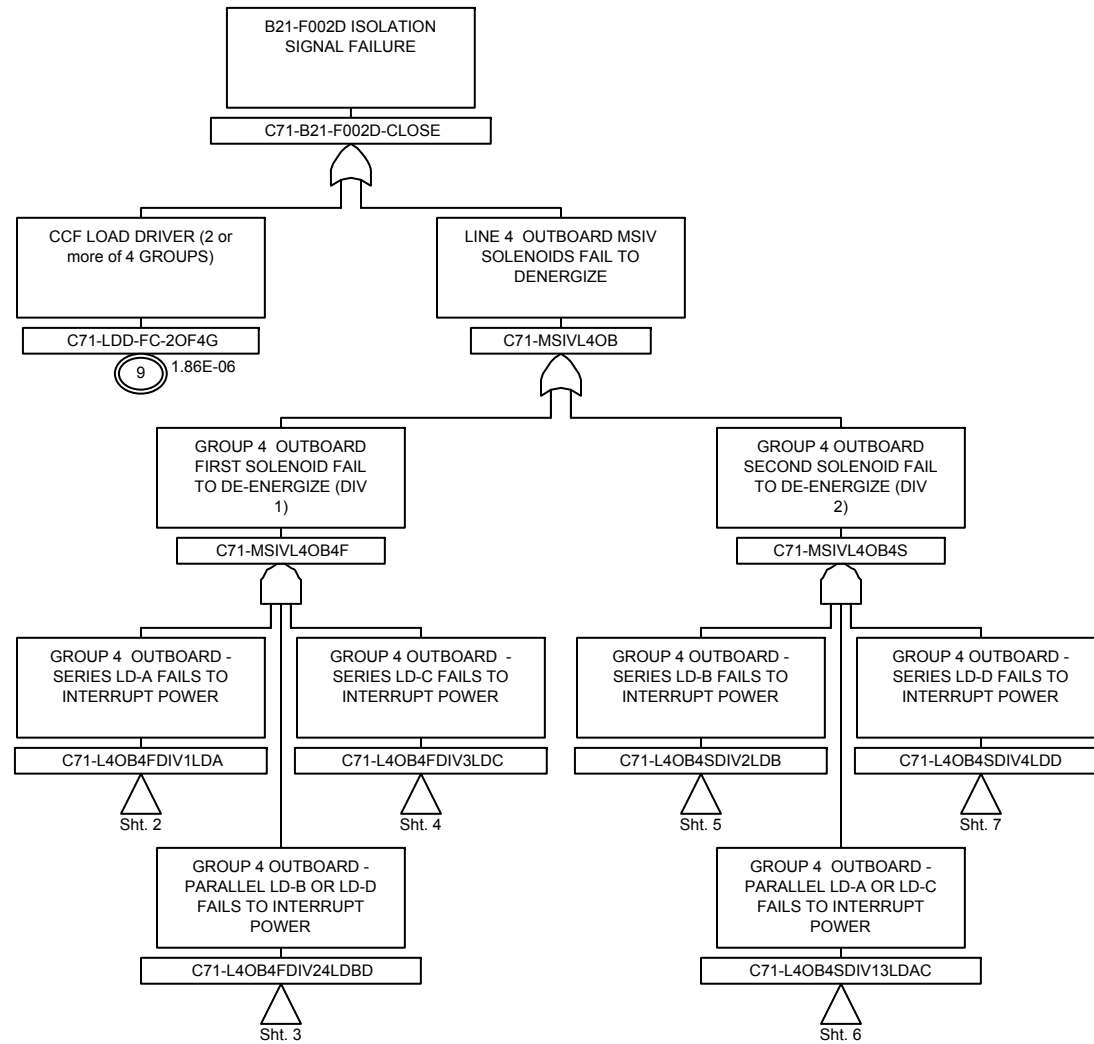 B21-F002D ISOLATION
SIGNAL FAILURE
C71-B21-F002D-CLOSE
CCF LOAD DRIVER (2 or
more of 4 GROUPS)
C71-LDD-FC-2OF4G
9
1.86E-06
LINE 4 OUTBOARD MSIV
SOLENOIDS FAIL TO
DENERGIZE
C71-MSIVL4OB
GROUP 4 OUTBOARD
FIRST SOLENOID FAIL
TO DE-ENERGIZE (DIV
1)
C71-MSIVL4OB4F
GROUP 4 OUTBOARD
SECOND SOLENOID FAIL
TO DE-ENERGIZE (DIV
2)
C71-MSIVL4OB4S
GROUP 4 OUTBOARD -
SERIES LD-A FAILS TO
INTERRUPT POWER
C71-L4OB4FDIV1LDA
Sht. 2
GROUP 4 OUTBOARD -
SERIES LD-C FAILS TO
INTERRUPT POWER
C71-L4OB4FDIV3LDC
Sht. 4
GROUP 4 OUTBOARD -
SERIES LD-B FAILS TO
INTERRUPT POWER
C71-L4OB4SDIV2LDB
Sht. 5
GROUP 4 OUTBOARD -
SERIES LD-D FAILS TO
INTERRUPT POWER
C71-L4OB4SDIV4LDD
Sht. 7
GROUP 4 OUTBOARD -
PARALLEL LD-B OR LD-D
FAILS TO INTERRUPT
POWER
C71-L4OB4FDIV24LDBD
Sht. 3
GROUP 4 OUTBOARD -
PARALLEL LD-A OR LD-C
FAILS TO INTERRUPT
POWER
C71-L4OB4SDIV13LDAC
Sht. 6